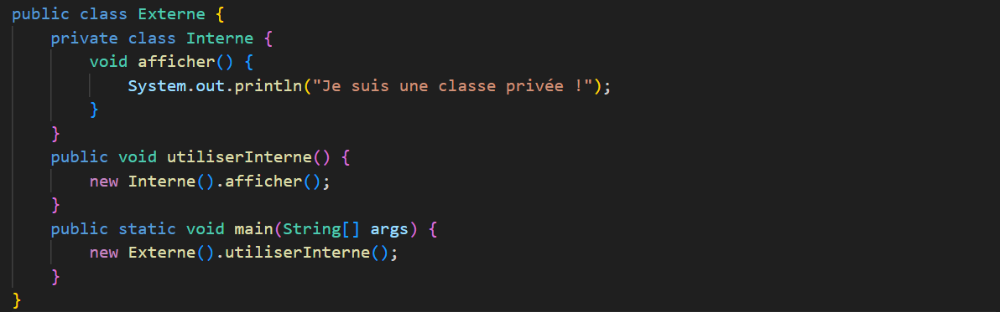 public class Externe {
    private class Interne {
        void afficher() {
            System.out.println("Je suis une classe privée !");
        }
    }
    public void utiliserInterne() {
        new Interne().afficher();
    }
    public static void main(String[] args) {
        new Externe().utiliserInterne();
    }
}